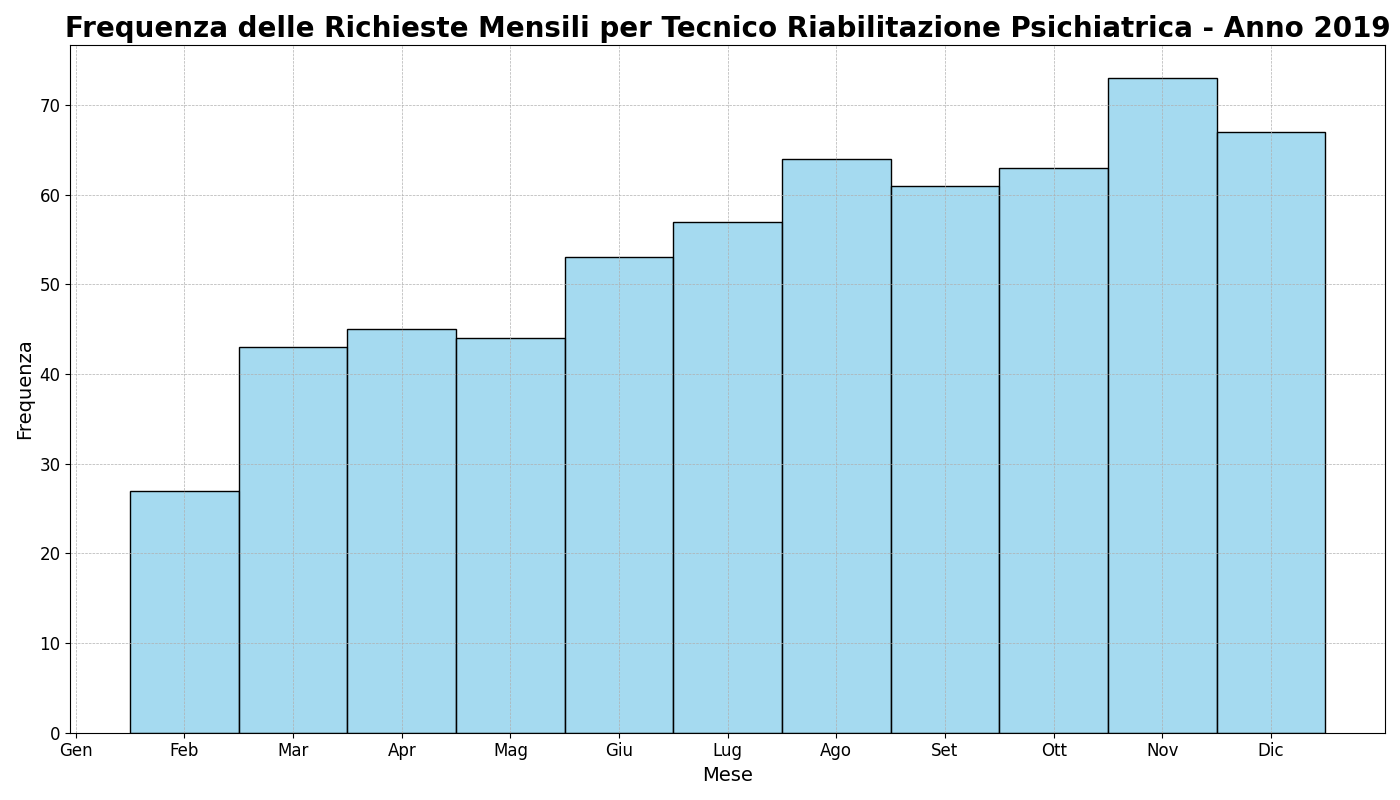 Frequenza delle Richieste Mensili per Tecnico Riabilitazione Psichiatrica - Anno 2019
70
60
50
40
30
20
10
0
Frequenza
Gen Feb Mar Apr Mag Giu Lug Ago Set Ott Nov Dic
Mese